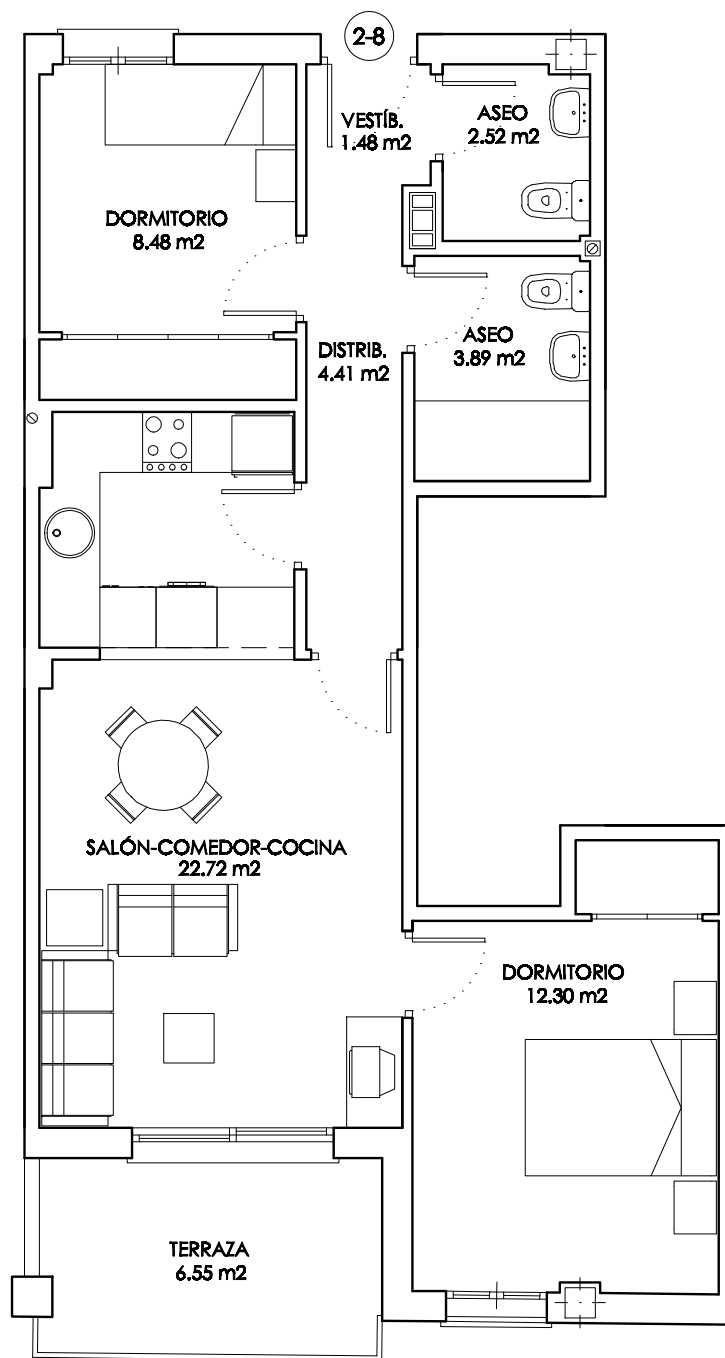 2-8
VESTÍB.
1.48 m2
ASEO
2.52 m2
DORMITORIO
8.48 m2
DISTRIB.
4.41 m2
ASEO
3.89 m2
SALÓN-COMEDOR-COCINA
22.72 m2
DORMITORIO
12.30 m2
TERRAZA
6.55 m2